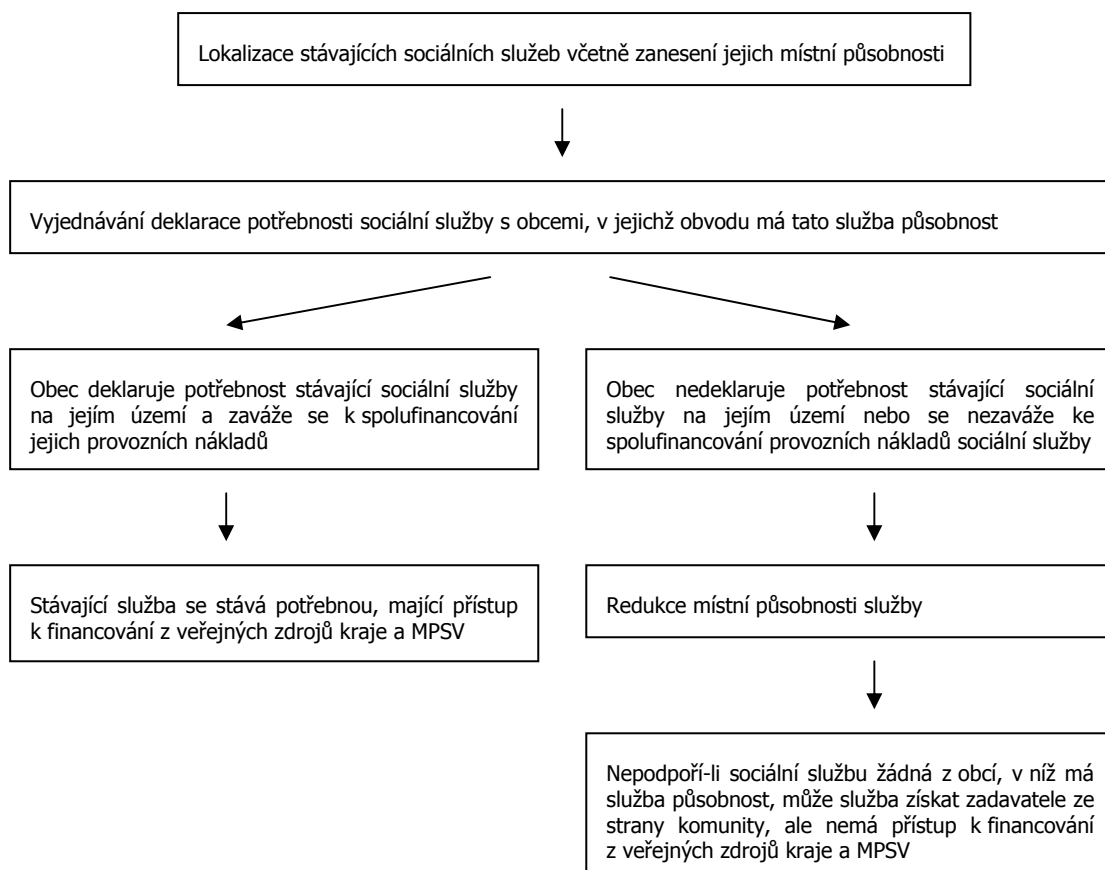 Lokalizace stávajících sociálních služeb včetně zanesení jejich místní působnosti
Vyjednávání deklarace potřebnosti sociální služby s obcemi, v jejichž obvodu má tato služba působnost
Obec deklaruje potřebnost stávající sociální služby
na jejím území a zaváže se k spolufinancování
jejich provozních nákladů
Obec nedeklaruje potřebnost stávající sociální
služby na jejím území nebo se nezaváže ke
spolufinancování provozních nákladů sociální služby
Stávající služba se stává potřebnou, mající přístup
k financování z veřejných zdrojů kraje a MPSV
Redukce místní působnosti služby
Nepodpoří-li sociální službu žádná z obcí, v níž má
služba působnost, může služba získat zadavatele ze
strany komunity, ale nemá přístup k financování
z veřejných zdrojů kraje a MPSV